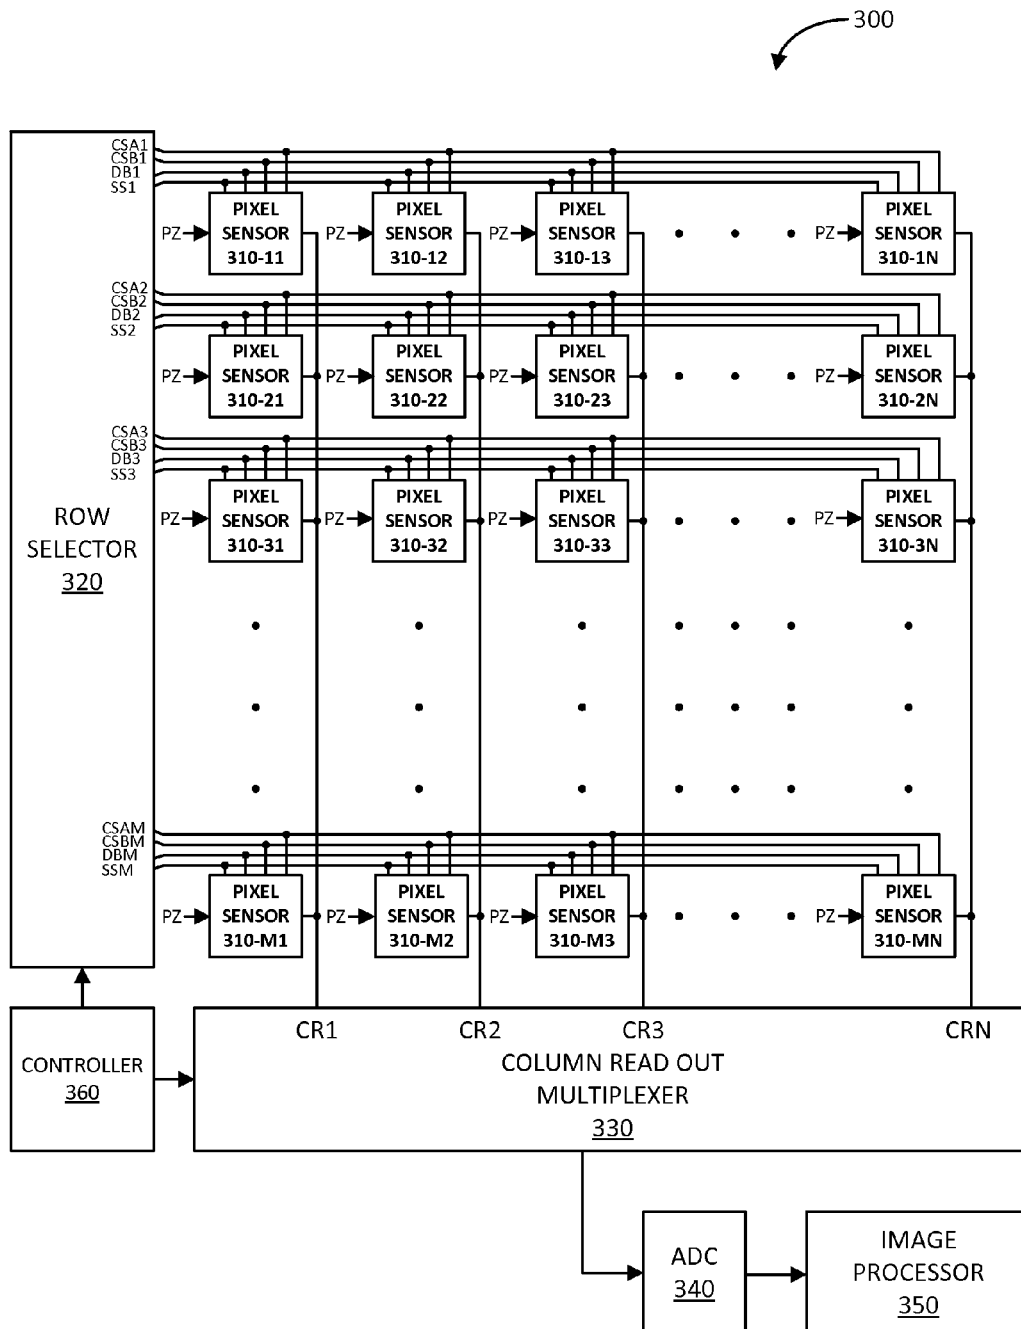 300
CSA1
CSB1
DB1
SS1
PZ PIXEL SENSOR 310-11
PZ PIXEL SENSOR 310-12
PZ PIXEL SENSOR 310-13
PZ PIXEL SENSOR 310-1N
CSA2
CSB2
DB2
SS2
PZ PIXEL SENSOR 310-21
PZ PIXEL SENSOR 310-22
PZ PIXEL SENSOR 310-23
PZ PIXEL SENSOR 310-2N
CSA3
CSB3
DB3
SS3
PZ PIXEL SENSOR 310-31
PZ PIXEL SENSOR 310-32
PZ PIXEL SENSOR 310-33
PZ PIXEL SENSOR 310-3N
ROW
SELECTOR
320
CSAM
CSBM
DBM
SSM
PZ PIXEL SENSOR 310-M1
PZ PIXEL SENSOR 310-M2
PZ PIXEL SENSOR 310-M3
PZ PIXEL SENSOR 310-MN
CONTROLLER
360
CR1 CR2 CR3 CRN
COLUMN READ OUT
MULTIPLEXER
330
ADC
340
IMAGE
PROCESSOR
350